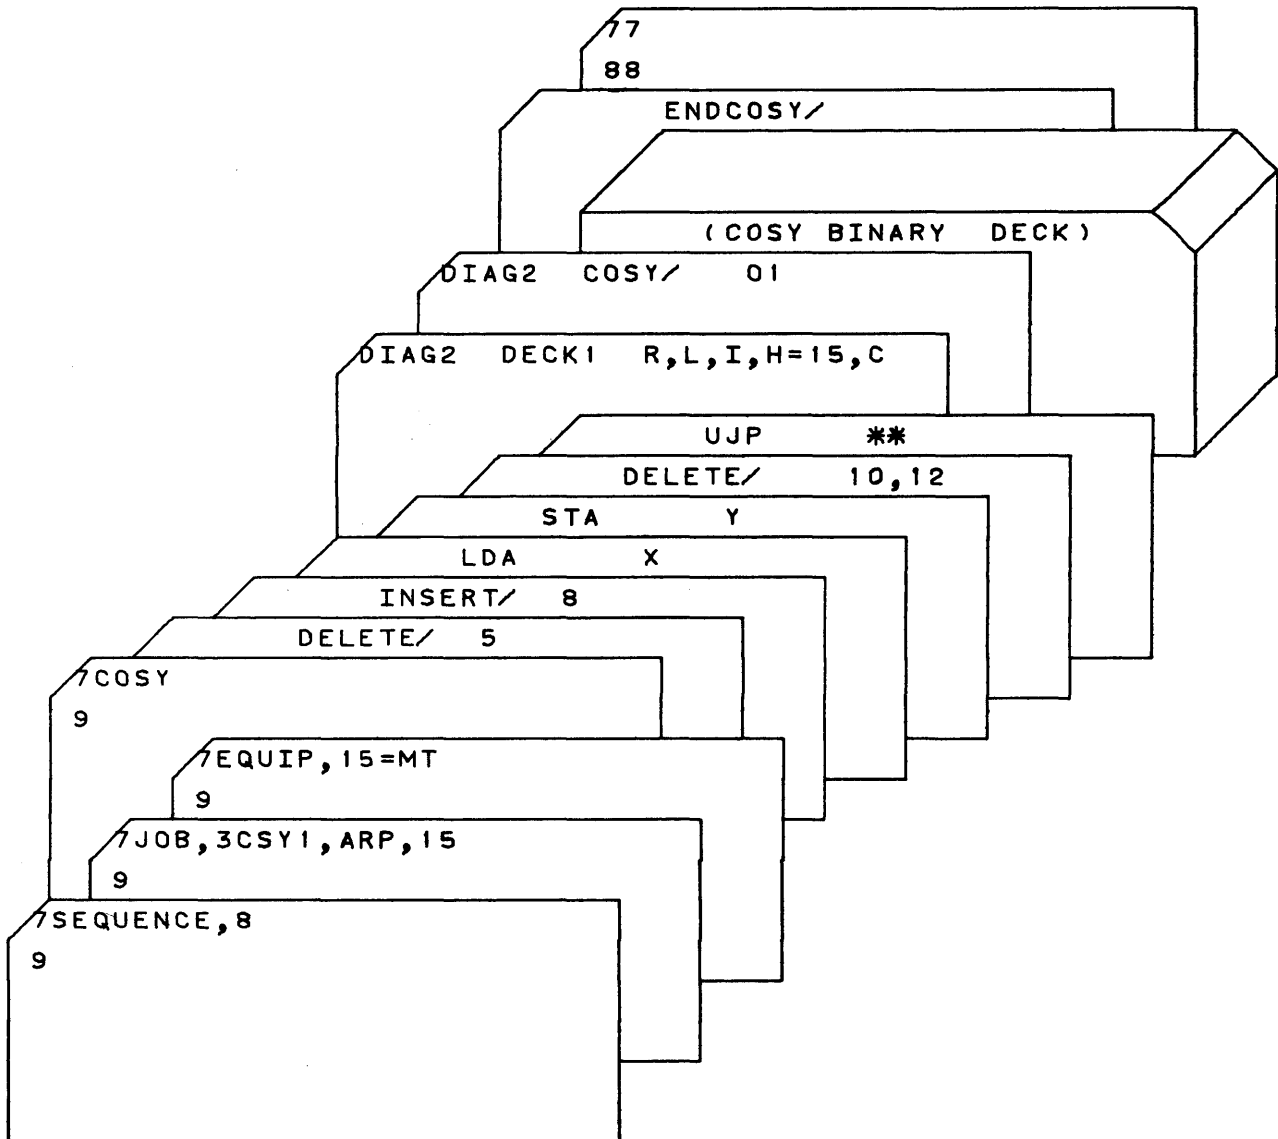 77
88
ENDCOSY/
(COSY BINARY DECK)
DIAG2 COSY/ 01
DIAG2 DECK1 R,L,I,H=15,C
UJP **
DELETE/ 10,12
STA Y
LDA X
INSERT/ 8
DELETE/ 5
7COSY
9
7EQUIP,15=MT
9
7JOB,3CSY1,ARP,15
9
7SEQUENCE,8
9